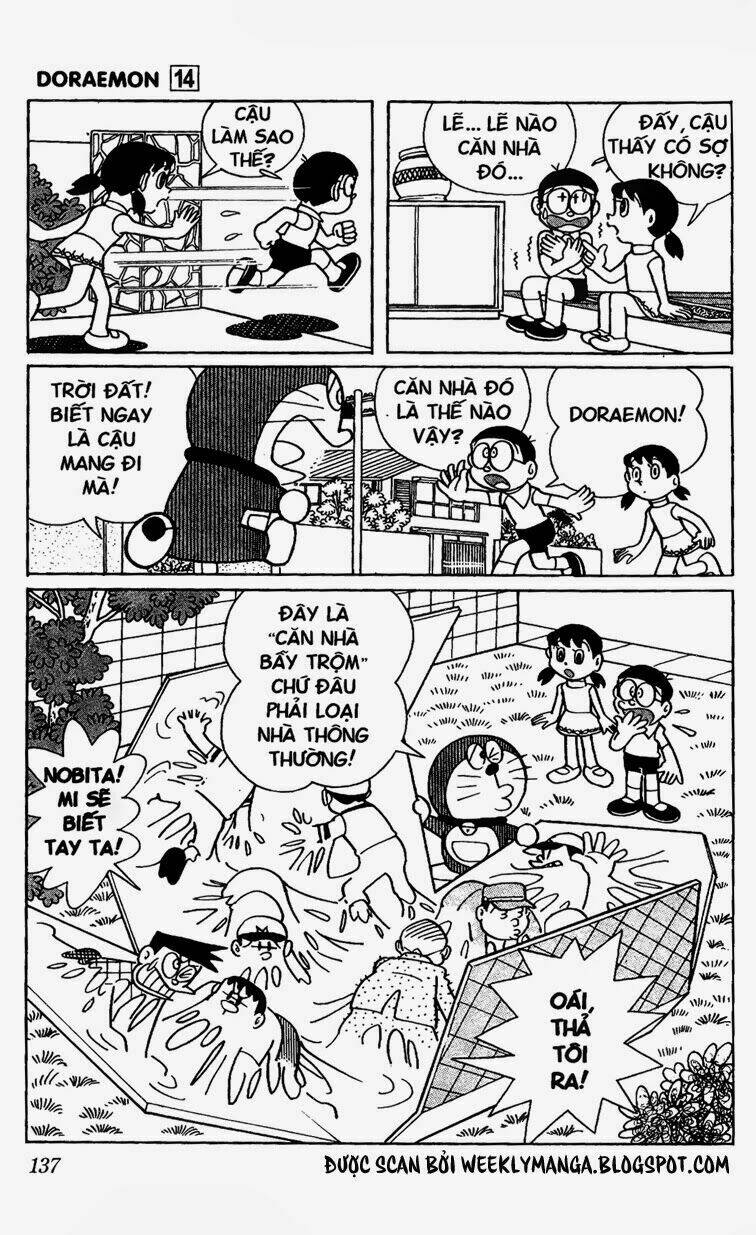 DORAEMON 14
CẬU
LÀM SAO
THẾ?
LẼ... LẼ NÀO
CĂN NHÀ
ĐÓ...
ĐẤY, CẬU
THẤY CÓ SỢ
KHÔNG?
TRỜI ĐẤT!
BIẾT NGAY
LÀ CẬU
MANG ĐI
MÀ!
CĂN NHÀ ĐÓ
LÀ THẾ NÀO
VẬY?
DORAEMON!
ĐÂY LÀ
"CĂN NHÀ
BẪY TRỘM"
CHỨ ĐÂU
PHẢI LOẠI
NHÀ THÔNG
THƯỜNG!
NOBITA!
MI SẼ
BIẾT
TAY TA!
OÁI,
THẢ
TÔI
RA!
137
ĐƯỢC SCAN BỞI WEEKLYMANGA.BLOGSPOT.COM